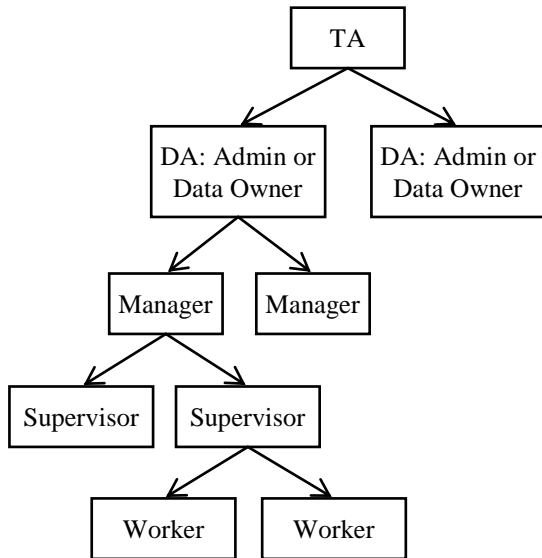 TA
DA: Admin or
Data Owner
DA: Admin or
Data Owner
Manager
Manager
Supervisor
Supervisor
Worker
Worker